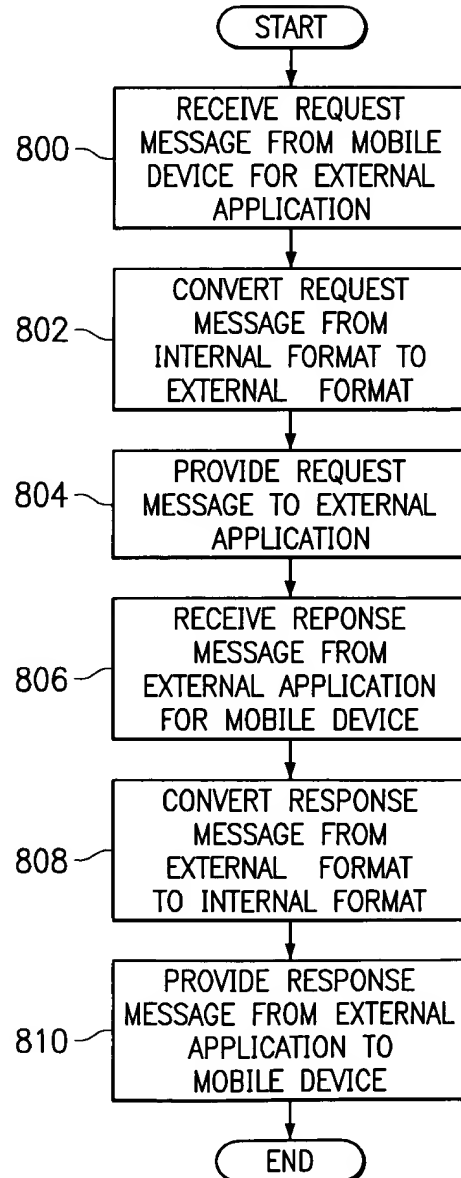 START
800
RECEIVE REQUEST
MESSAGE FROM MOBILE
DEVICE FOR EXTERNAL
APPLICATION
802
CONVERT REQUEST
MESSAGE FROM
INTERNAL FORMAT TO
EXTERNAL FORMAT
804
PROVIDE REQUEST
MESSAGE TO EXTERNAL
APPLICATION
806
RECEIVE REPONSE
MESSAGE FROM
EXTERNAL APPLICATION
FOR MOBILE DEVICE
808
CONVERT RESPONSE
MESSAGE FROM
EXTERNAL FORMAT
TO INTERNAL FORMAT
810
PROVIDE RESPONSE
MESSAGE FROM EXTERNAL
APPLICATION TO
MOBILE DEVICE
END